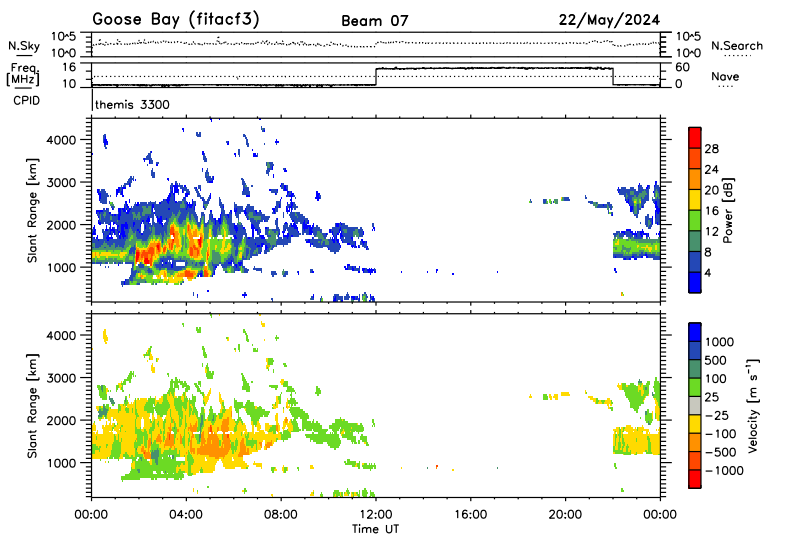 Goose Bay (fitacf3) Beam 07 22/May/2024
N.Sky 10^5 10^0 10^5 10^0 N.Search
Freq. [MHz] 16 10 60 0 Nave
CPID themis 3300
Slant Range [km] 4000 3000 2000 1000
Power [dB] 28 24 20 16 12 8 4
Slant Range [km] 4000 3000 2000 1000
Velocity [m s⁻¹] 1000 500 100 25 -25 -100 -500 -1000
00:00 04:00 08:00 12:00 16:00 20:00 00:00
Time UT